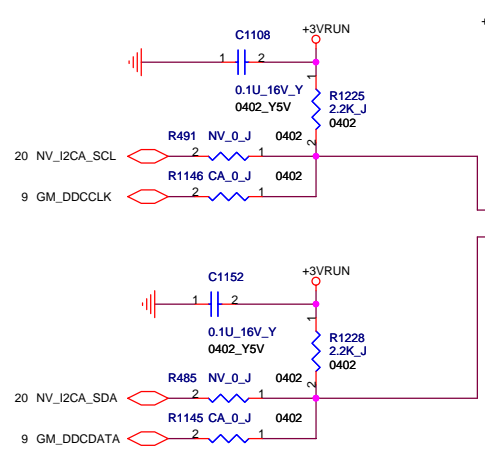 +
C1108
+3VRUN
1
2
0.1U_16V_Y
0402_Y5V
1
R1225
2.2K_J
0402
2
R491 NV_0_J 0402
20 NV_I2CA_SCL
2
1
R1146 CA_0_J 0402
9 GM_DDCCLK
2
1
C1152
+3VRUN
1
2
0.1U_16V_Y
0402_Y5V
1
R1228
2.2K_J
0402
2
R485 NV_0_J 0402
20 NV_I2CA_SDA
2
1
R1145 CA_0_J 0402
9 GM_DDCDATA
2
1